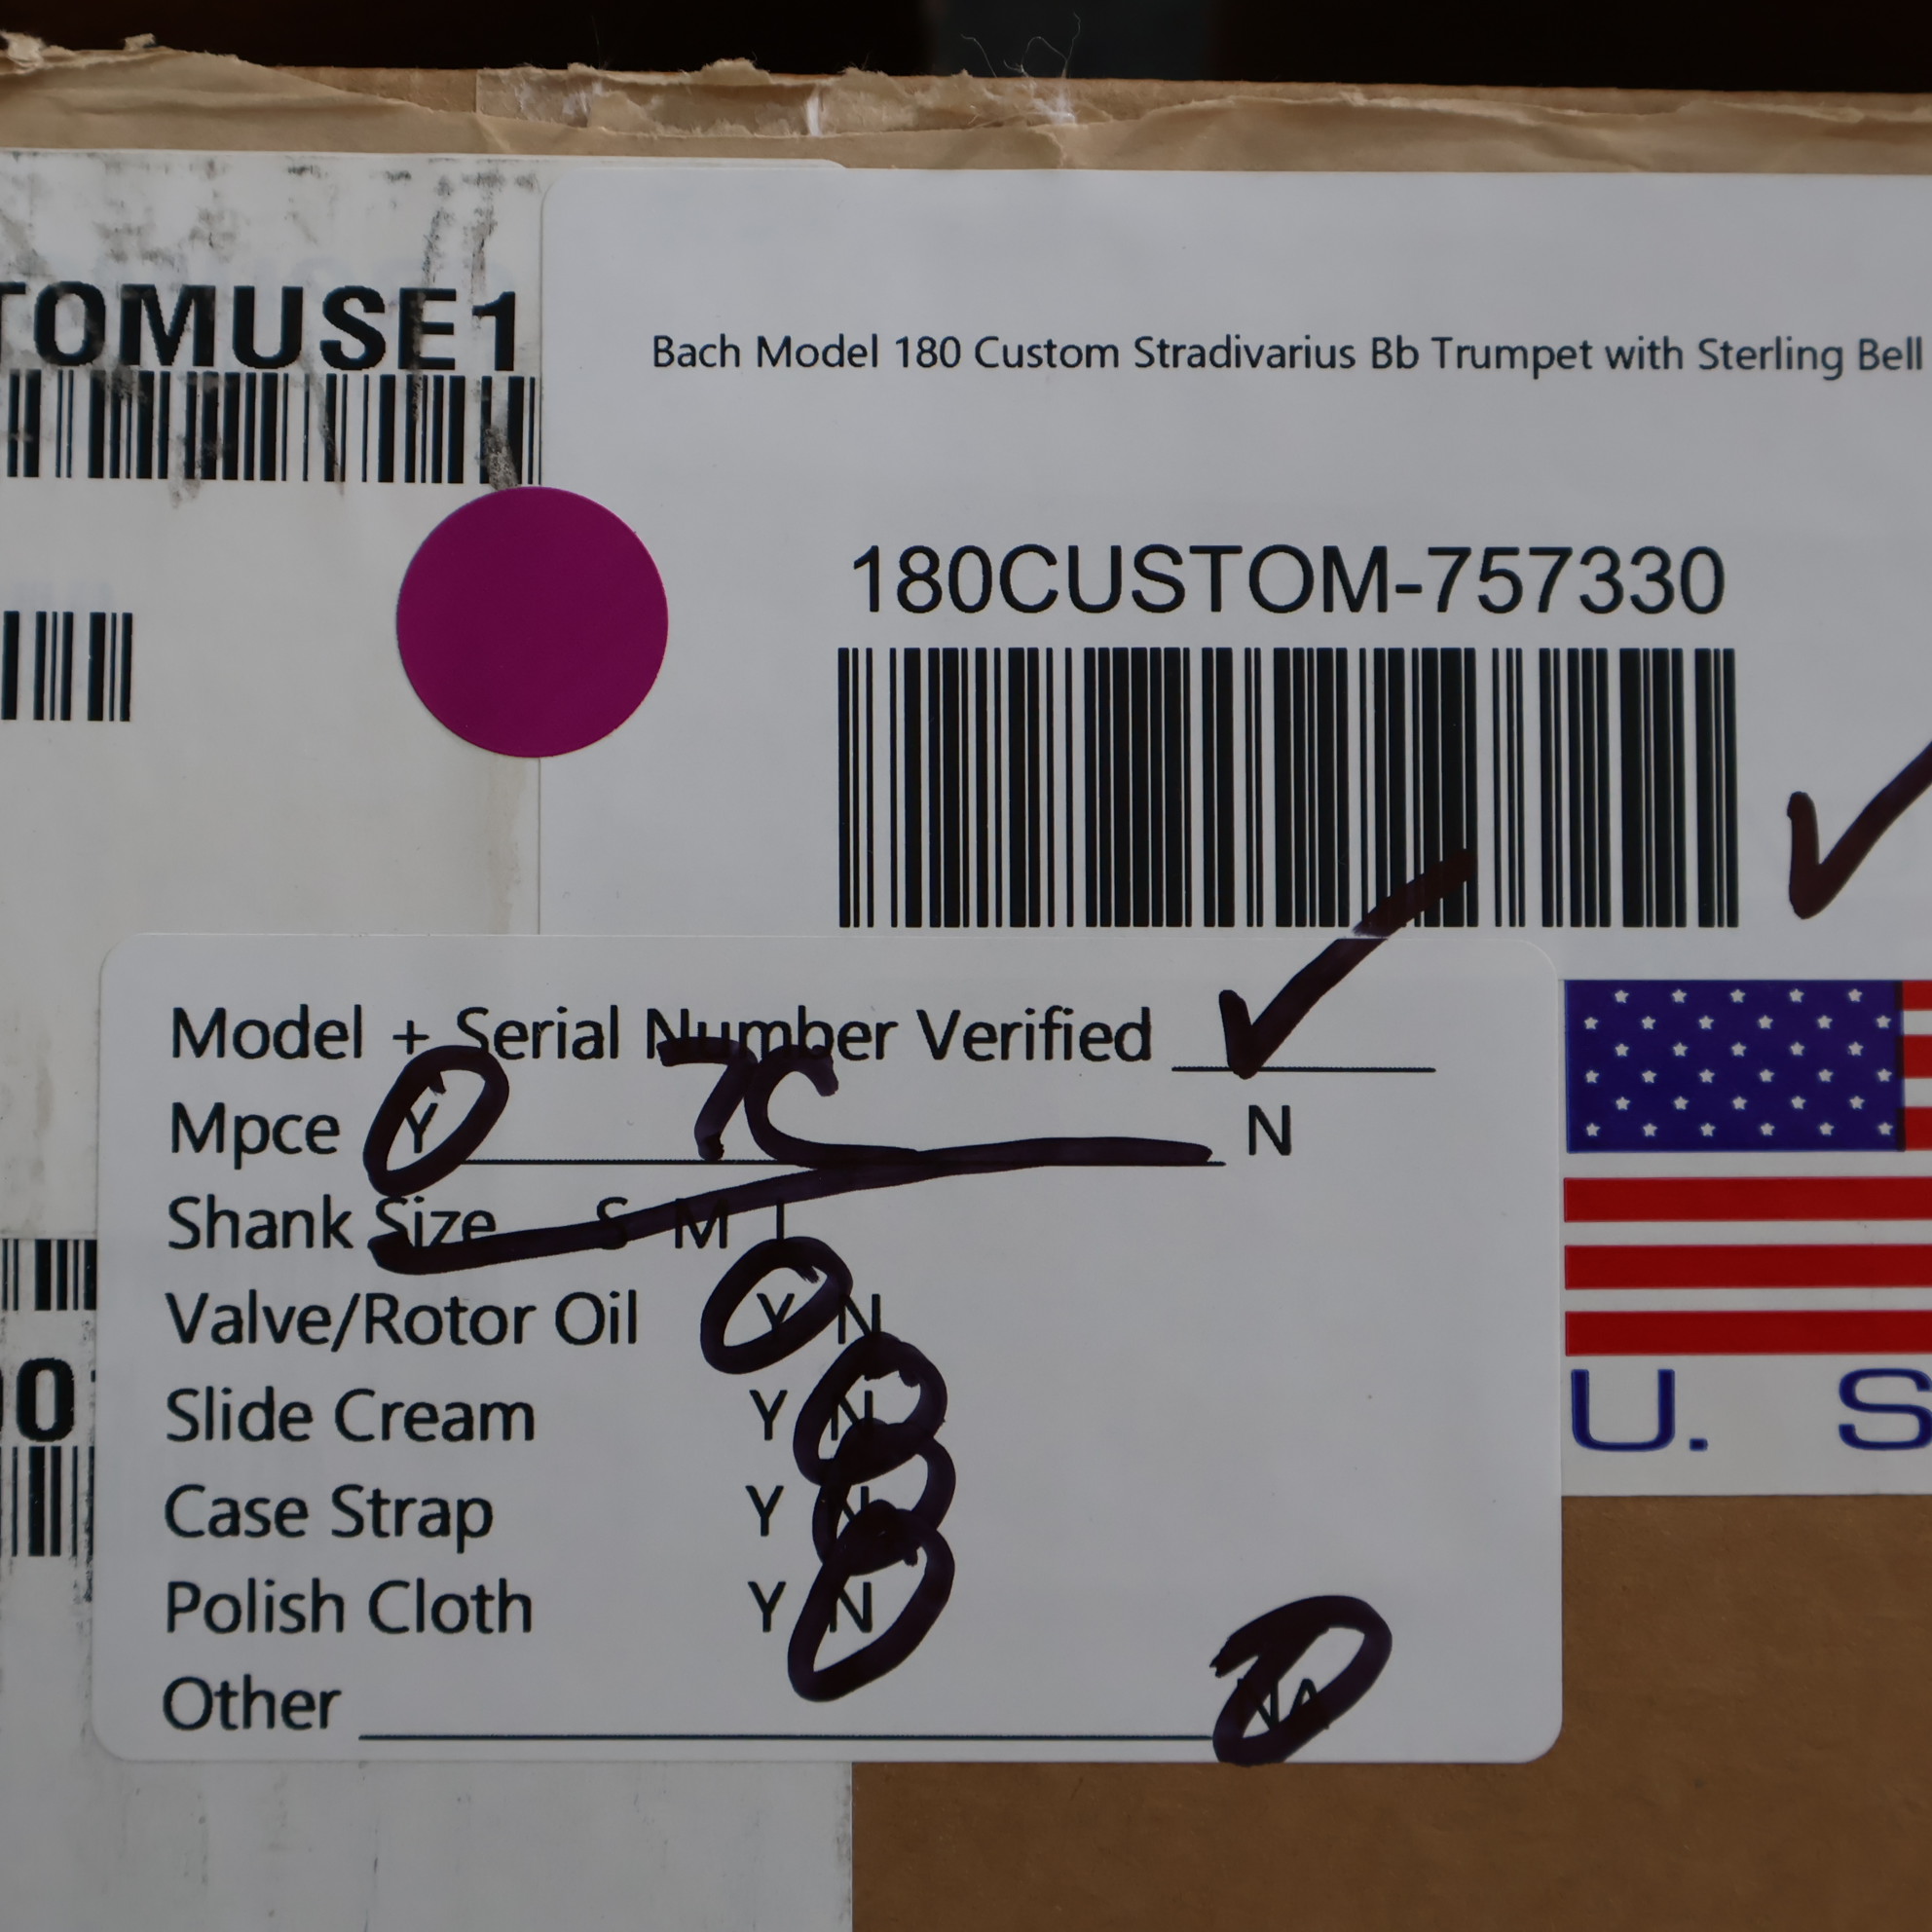 TOMUSE1
Bach Model 180 Custom Stradivarius Bb Trumpet with Sterling Bell
180CUSTOM-757330
Model + Serial Number Verified ✓
Mpce Y 7C N
Shank Size S M L
Valve/Rotor Oil Y N
Slide Cream Y N
Case Strap Y N
Polish Cloth Y N
Other NA
U. S